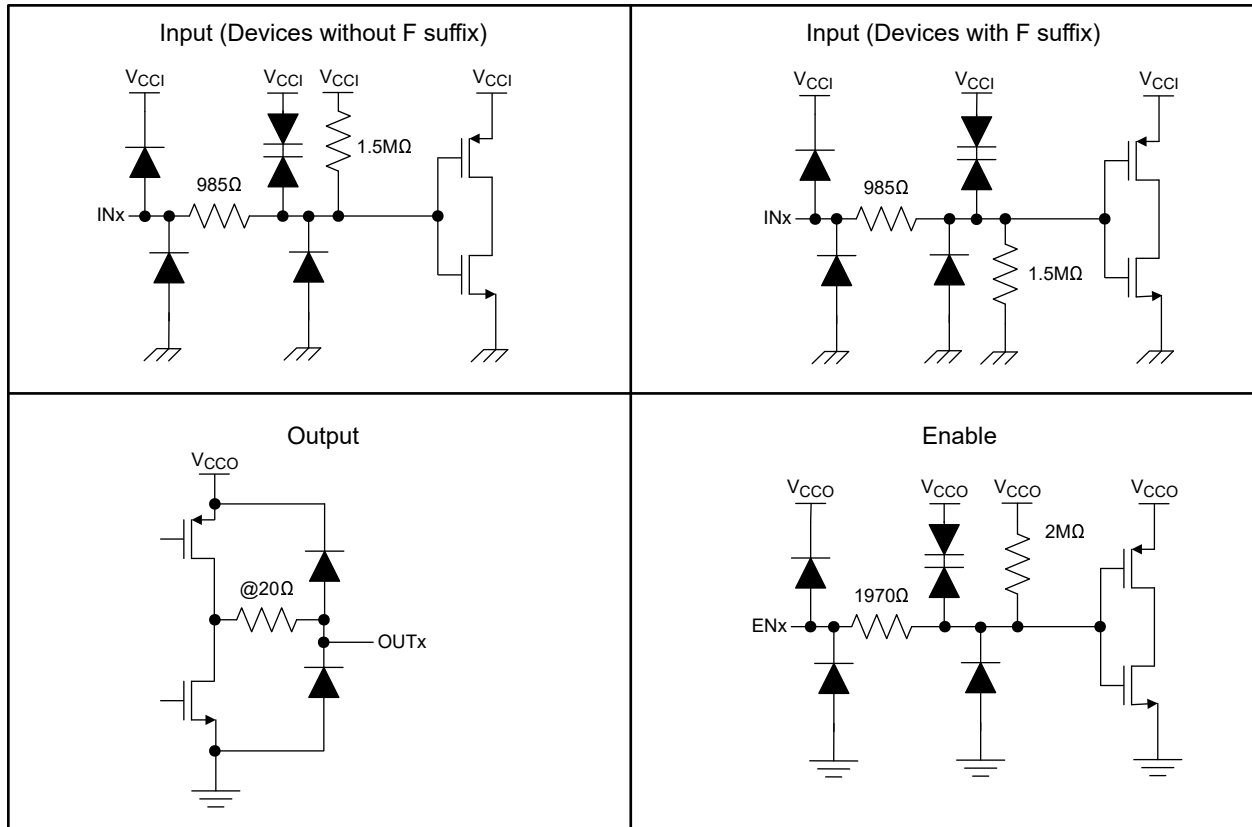 Input (Devices without F suffix)
VCCI
VCCI
VCCI
VCCI
1.5MΩ
985Ω
INx
Input (Devices with F suffix)
VCCI
VCCI
VCCI
985Ω
INx
1.5MΩ
Output
VCCO
@20Ω
OUTx
Enable
VCCO
VCCO
VCCO
VCCO
2MΩ
1970Ω
ENx